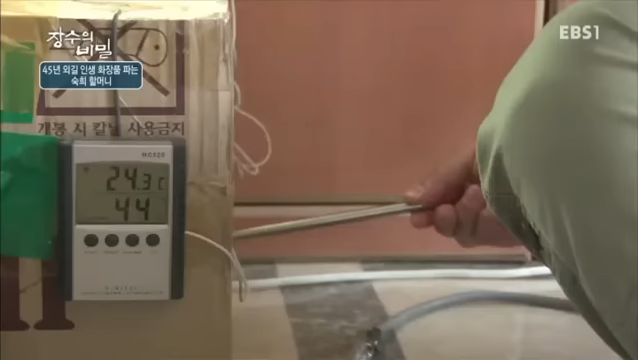 장수의
비밀
EBS1
45년 외길 인생 화장품 파는
숙희 할머니
개봉 시 칼날 사용금지
24.3℃
44